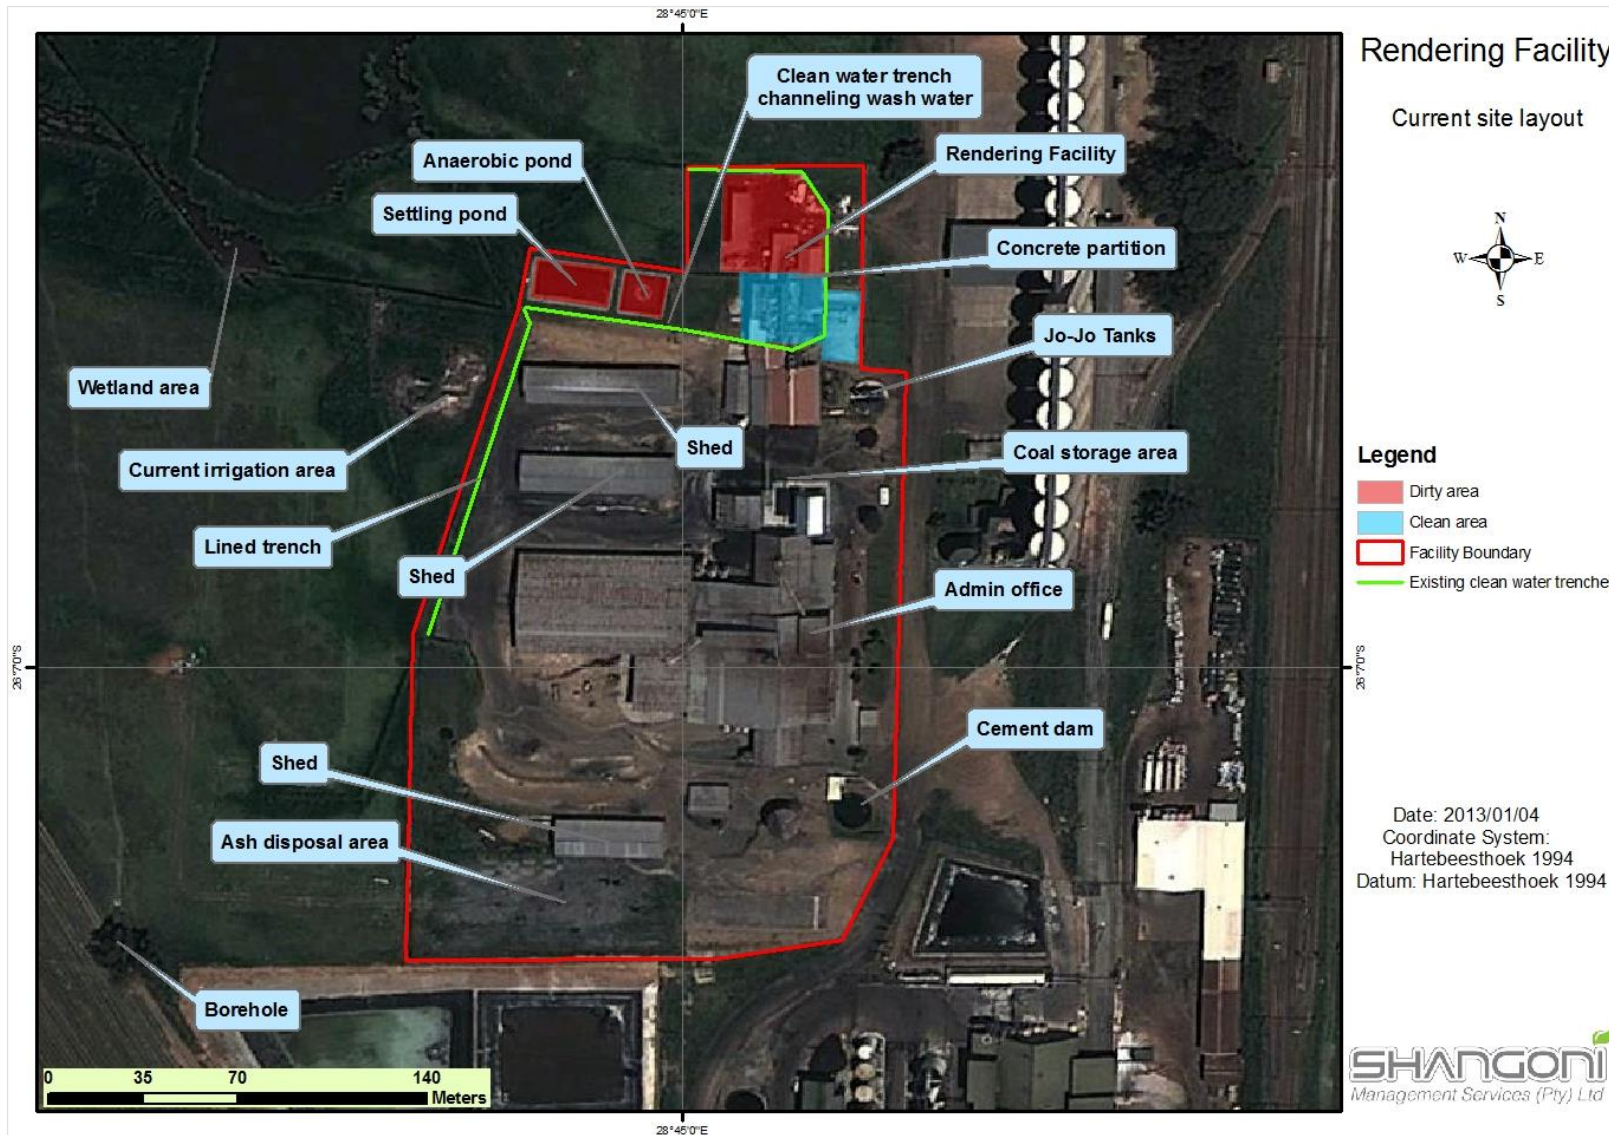 28°45'0"E
Rendering Facility
Current site layout
Clean water trench
channeling wash water
Anaerobic pond
Rendering Facility
Settling pond
Concrete partition
N
W
E
S
Jo-Jo Tanks
Wetland area
Shed
Coal storage area
Current irrigation area
Lined trench
Shed
Admin office
Legend
Dirty area
Clean area
Facility Boundary
Existing clean water trenche
26°7'0"S
26°7'0"S
Cement dam
Shed
Ash disposal area
Date: 2013/01/04
Coordinate System:
Hartebeesthoek 1994
Datum: Hartebeesthoek 1994
Borehole
0 35 70 140
Meters
SHANGONI
Management Services (Pty) Ltd
28°45'0"E